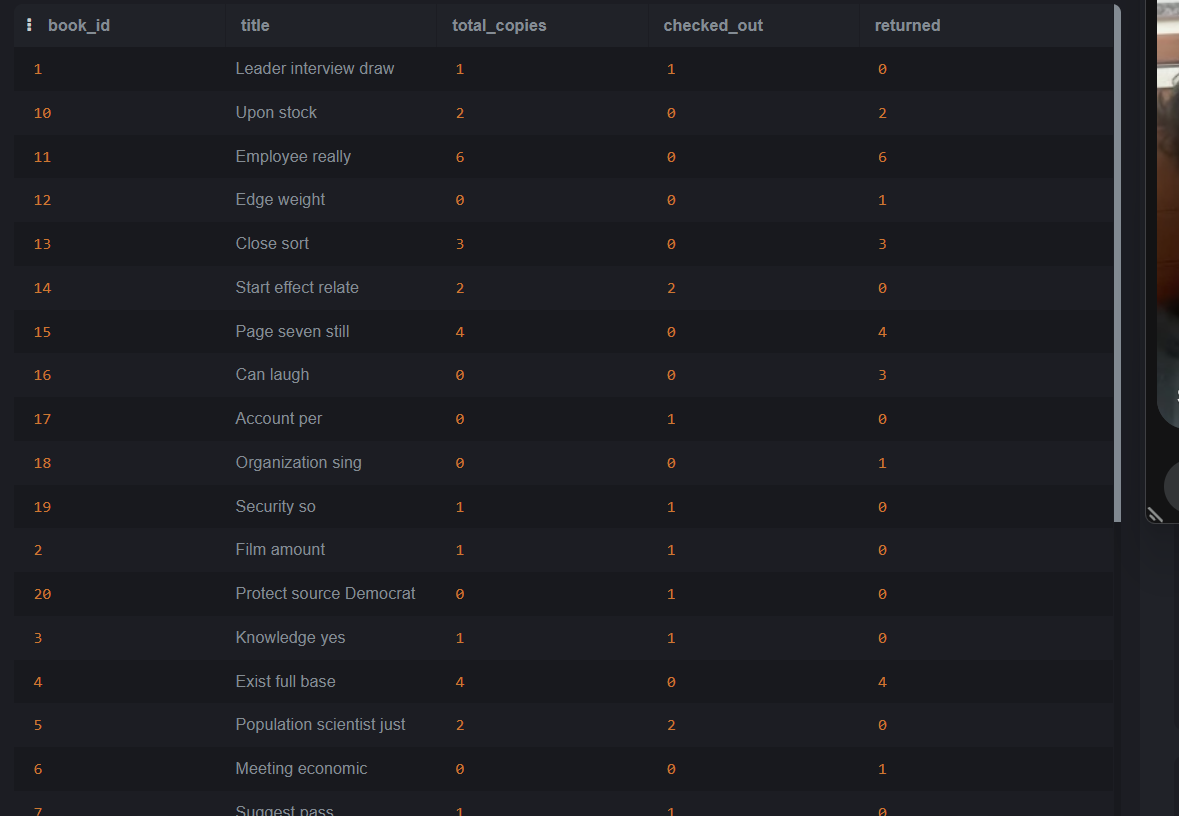 book_id title total_copies checked_out returned
1 Leader interview draw 1 1 0
10 Upon stock 2 0 2
11 Employee really 6 0 6
12 Edge weight 0 0 1
13 Close sort 3 0 3
14 Start effect relate 2 2 0
15 Page seven still 4 0 4
16 Can laugh 0 0 3
17 Account per 0 1 0
18 Organization sing 0 0 1
19 Security so 1 1 0
2 Film amount 1 1 0
20 Protect source Democrat 0 1 0
3 Knowledge yes 1 1 0
4 Exist full base 4 0 4
5 Population scientist just 2 2 0
6 Meeting economic 0 0 1
7 Suggest pass 1 1 0